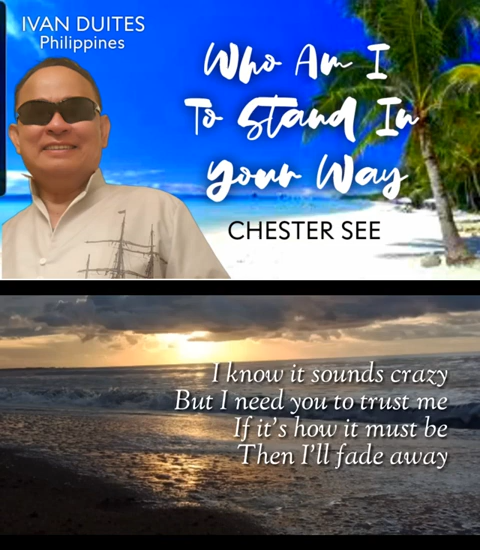 IVAN DUITES
Philippines
Who Am I
To Stand In
Your Way
CHESTER SEE
I know it sounds crazy
But I need you to trust me
If it's how it must be
Then I'll fade away